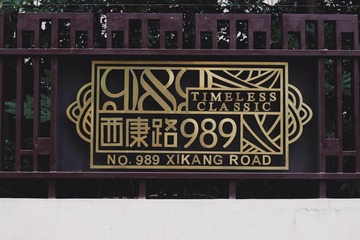 989
TIMELESS
CLASSIC
西康路989
NO. 989 XIKANG ROAD